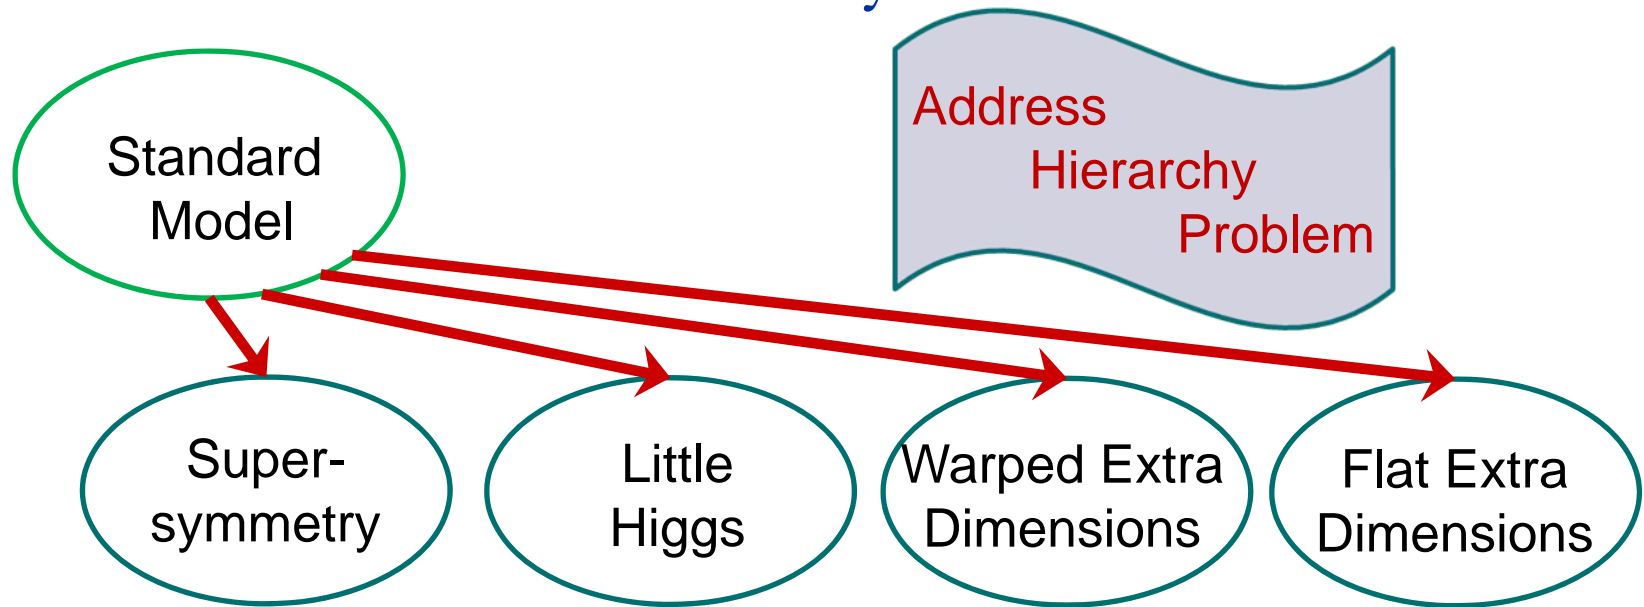 Standard
Model
Address
Hierarchy
Problem
Super-
symmetry
Little
Higgs
Warped Extra
Dimensions
Flat Extra
Dimensions